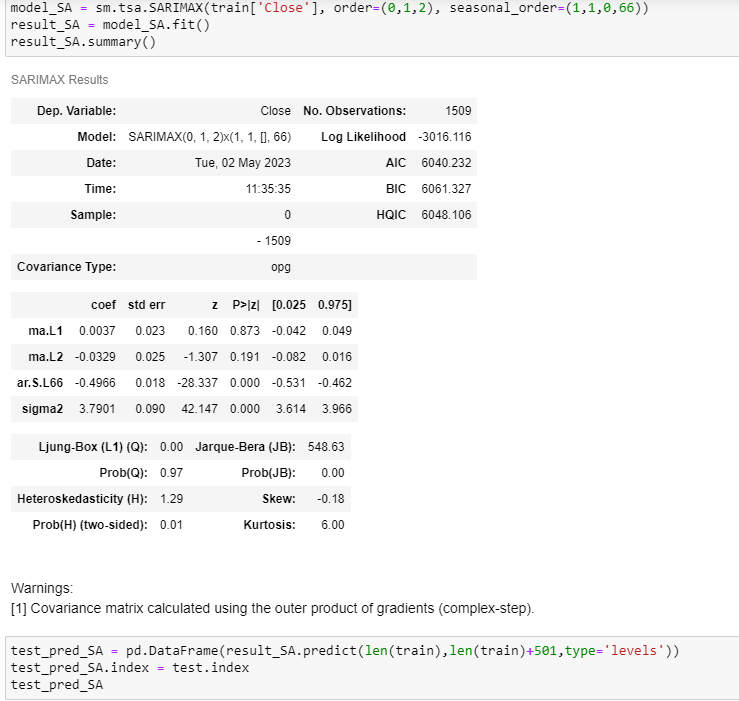 model_SA = sm.tsa.SARIMAX(train['Close'], order=(0,1,2), seasonal_order=(1,1,0,66))
result_SA = model_SA.fit()
result_SA.summary()
SARIMAX Results
Dep. Variable: Close No. Observations: 1509
Model: SARIMAX(0, 1, 2)x(1, 1, [], 66) Log Likelihood -3016.116
Date: Tue, 02 May 2023 AIC 6040.232
Time: 11:35:35 BIC 6061.327
Sample: 0 HQIC 6048.106
- 1509
Covariance Type: opg
coef std err z P>|z| [0.025 0.975]
ma.L1 0.0037 0.023 0.160 0.873 -0.042 0.049
ma.L2 -0.0329 0.025 -1.307 0.191 -0.082 0.016
ar.S.L66 -0.4966 0.018 -28.337 0.000 -0.531 -0.462
sigma2 3.7901 0.090 42.147 0.000 3.614 3.966
Ljung-Box (L1) (Q): 0.00 Jarque-Bera (JB): 548.63
Prob(Q): 0.97 Prob(JB): 0.00
Heteroskedasticity (H): 1.29 Skew: -0.18
Prob(H) (two-sided): 0.01 Kurtosis: 6.00
Warnings:
[1] Covariance matrix calculated using the outer product of gradients (complex-step).
test_pred_SA = pd.DataFrame(result_SA.predict(len(train),len(train)+501,type='levels'))
test_pred_SA.index = test.index
test_pred_SA